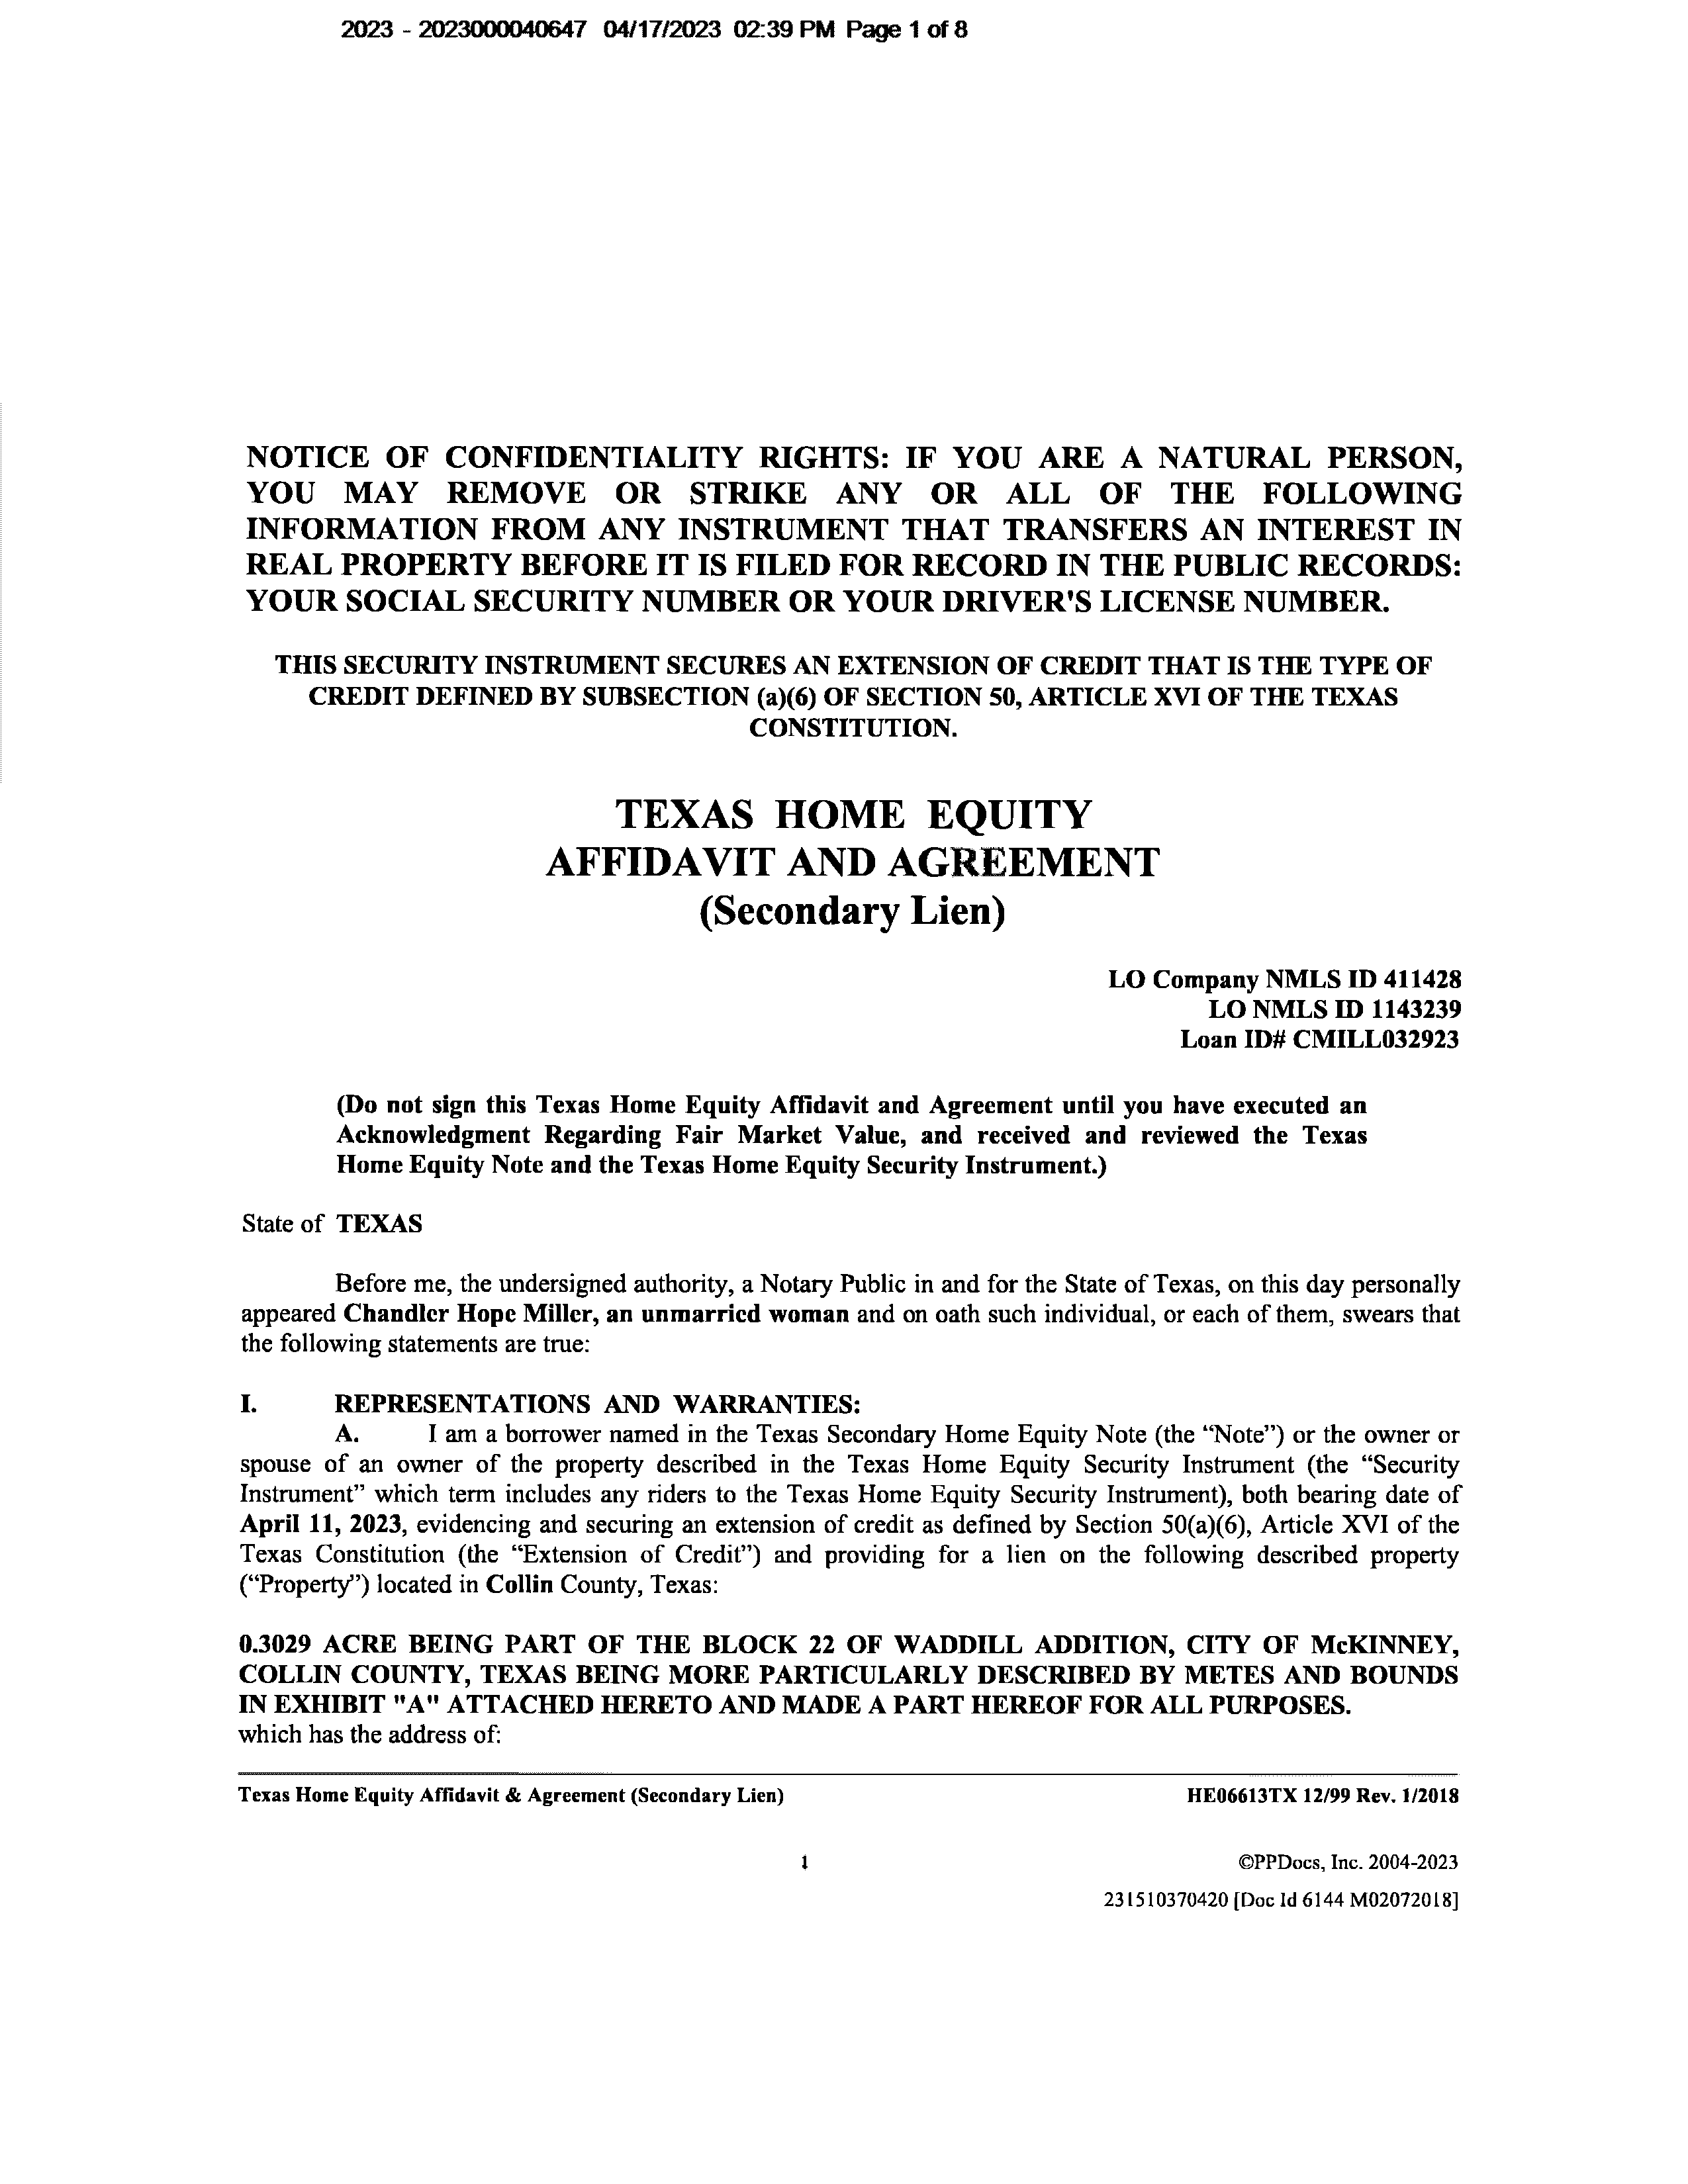 2023 - 2023000040647 04/17/2023 02:39 PM Page 1 of 8
NOTICE OF CONFIDENTIALITY RIGHTS: IF YOU ARE A NATURAL PERSON,
YOU MAY REMOVE OR STRIKE ANY OR ALL OF THE FOLLOWING
INFORMATION FROM ANY INSTRUMENT THAT TRANSFERS AN INTEREST IN
REAL PROPERTY BEFORE IT IS FILED FOR RECORD IN THE PUBLIC RECORDS:
YOUR SOCIAL SECURITY NUMBER OR YOUR DRIVER'S LICENSE NUMBER.
THIS SECURITY INSTRUMENT SECURES AN EXTENSION OF CREDIT THAT IS THE TYPE OF
CREDIT DEFINED BY SUBSECTION (a)(6) OF SECTION 50, ARTICLE XVI OF THE TEXAS
CONSTITUTION.
TEXAS HOME EQUITY
AFFIDAVIT AND AGREEMENT
(Secondary Lien)
LO Company NMLS ID 411428
LO NMLS ID 1143239
Loan ID# CMILL032923
(Do not sign this Texas Home Equity Affidavit and Agreement until you have executed an
Acknowledgment Regarding Fair Market Value, and received and reviewed the Texas
Home Equity Note and the Texas Home Equity Security Instrument.)
State of TEXAS
Before me, the undersigned authority, a Notary Public in and for the State of Texas, on this day personally
appeared Chandler Hope Miller, an unmarried woman and on oath such individual, or each of them, swears that
the following statements are true:
I. REPRESENTATIONS AND WARRANTIES:
A. I am a borrower named in the Texas Secondary Home Equity Note (the “Note”) or the owner or
spouse of an owner of the property described in the Texas Home Equity Security Instrument (the “Security
Instrument” which term includes any riders to the Texas Home Equity Security Instrument), both bearing date of
April 11, 2023, evidencing and securing an extension of credit as defined by Section 50(a)(6), Article XVI of the
Texas Constitution (the “Extension of Credit”) and providing for a lien on the following described property
(“Property”) located in Collin County, Texas:
0.3029 ACRE BEING PART OF THE BLOCK 22 OF WADDILL ADDITION, CITY OF McKINNEY,
COLLIN COUNTY, TEXAS BEING MORE PARTICULARLY DESCRIBED BY METES AND BOUNDS
IN EXHIBIT "A" ATTACHED HERETO AND MADE A PART HEREOF FOR ALL PURPOSES.
which has the address of:
Texas Home Equity Affidavit & Agreement (Secondary Lien) HE06613TX 12/99 Rev. 1/2018
1 ©PPDocs, Inc. 2004-2023
231510370420 [Doc Id 6144 M02072018]